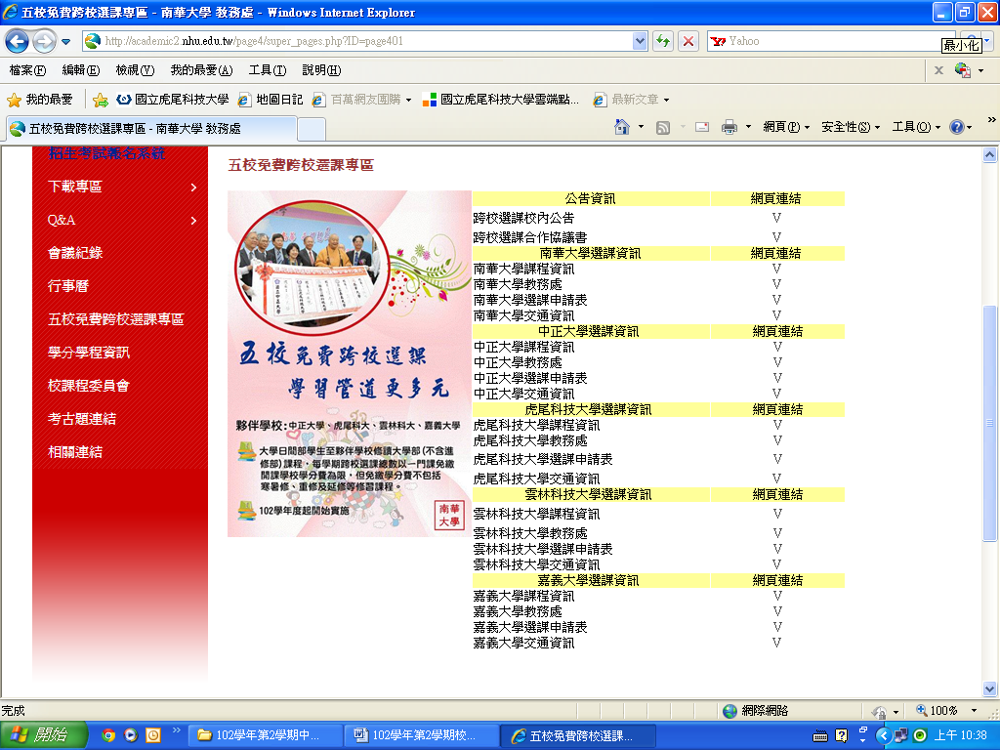 五校免費跨校選課專區 - 南華大學 教務處 - Windows Internet Explorer
http://academic2.nhu.edu.tw/page4/super_pages.php?ID=page401
Yahoo
最小化
檔案(F) 編輯(E) 檢視(V) 我的最愛(A) 工具(T) 說明(H)
我的最愛 國立虎尾科技大學 地圖日記 百萬網友團購 國立虎尾科技大學雲端點... 最新文章
五校免費跨校選課專區 - 南華大學 教務處
網頁(P) 安全性(S) 工具(O)
招生考試報名系統
下載專區
Q&A
會議紀錄
行事曆
五校免費跨校選課專區
學分學程資訊
校課程委員會
考古題連結
相關連結
五校免費跨校選課專區
五校免費跨校選課
學習管道更多元
夥伴學校:中正大學、虎尾科大、雲林科大、嘉義大學
大學日間部學生至夥伴學校修讀大學部(不含進
修部)課程,每學期跨校選課總數以一門課免繳
開課學校學分費為限,但免繳學分費不包括
寒暑修、重修及延修等修習課程。
102學年度起開始實施
南華
大學
公告資訊 網頁連結
跨校選課校內公告 V
跨校選課合作協議書 V
南華大學選課資訊 網頁連結
南華大學課程資訊 V
南華大學教務處 V
南華大學選課申請表 V
南華大學交通資訊 V
中正大學選課資訊 網頁連結
中正大學課程資訊 V
中正大學教務處 V
中正大學選課申請表 V
中正大學交通資訊 V
虎尾科技大學選課資訊 網頁連結
虎尾科技大學課程資訊 V
虎尾科技大學教務處 V
虎尾科技大學選課申請表 V
虎尾科技大學交通資訊 V
雲林科技大學選課資訊 網頁連結
雲林科技大學課程資訊 V
雲林科技大學教務處 V
雲林科技大學選課申請表 V
雲林科技大學交通資訊 V
嘉義大學選課資訊 網頁連結
嘉義大學課程資訊 V
嘉義大學教務處 V
嘉義大學選課申請表 V
嘉義大學交通資訊 V
完成
網際網路
100%
開始
102學年第2學期中...
102學年第2學期校...
五校免費跨校選課...
上午 10:38